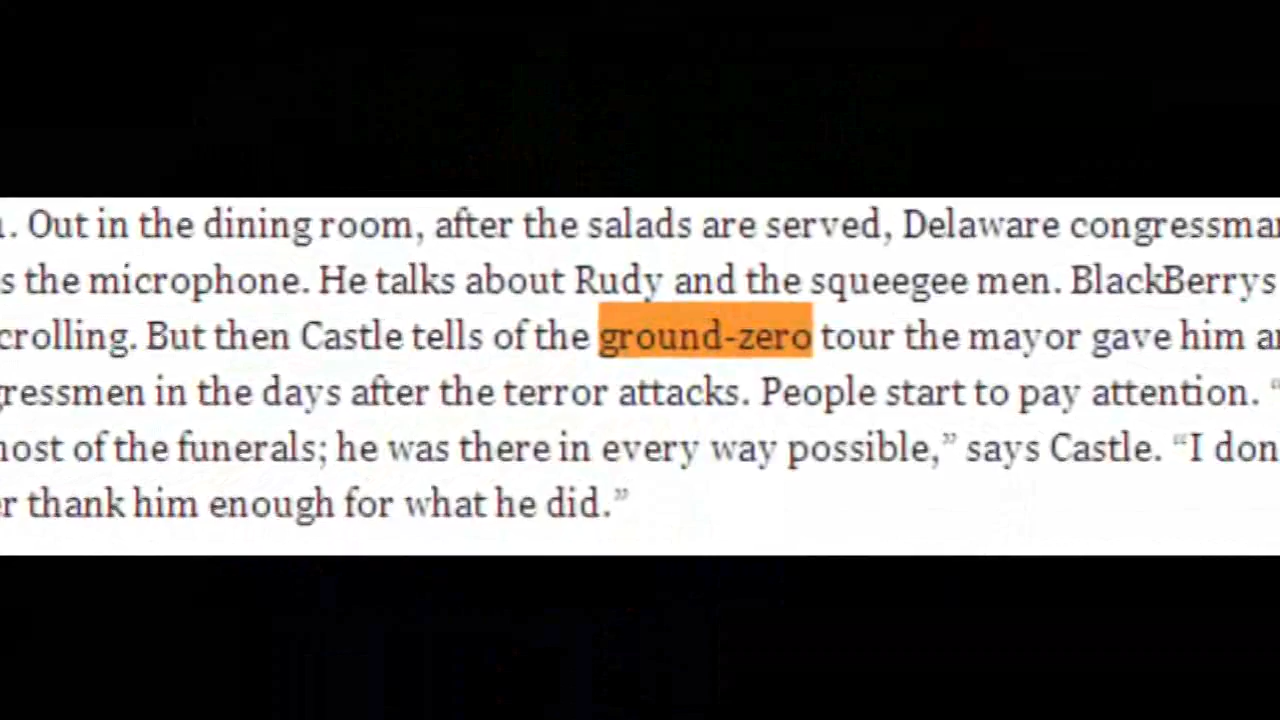 . Out in the dining room, after the salads are served, Delaware congressman
s the microphone. He talks about Rudy and the squeegee men. BlackBerrys
crolling. But then Castle tells of the ground-zero tour the mayor gave him an
gressmen in the days after the terror attacks. People start to pay attention. “
most of the funerals; he was there in every way possible,” says Castle. “I don
er thank him enough for what he did.”